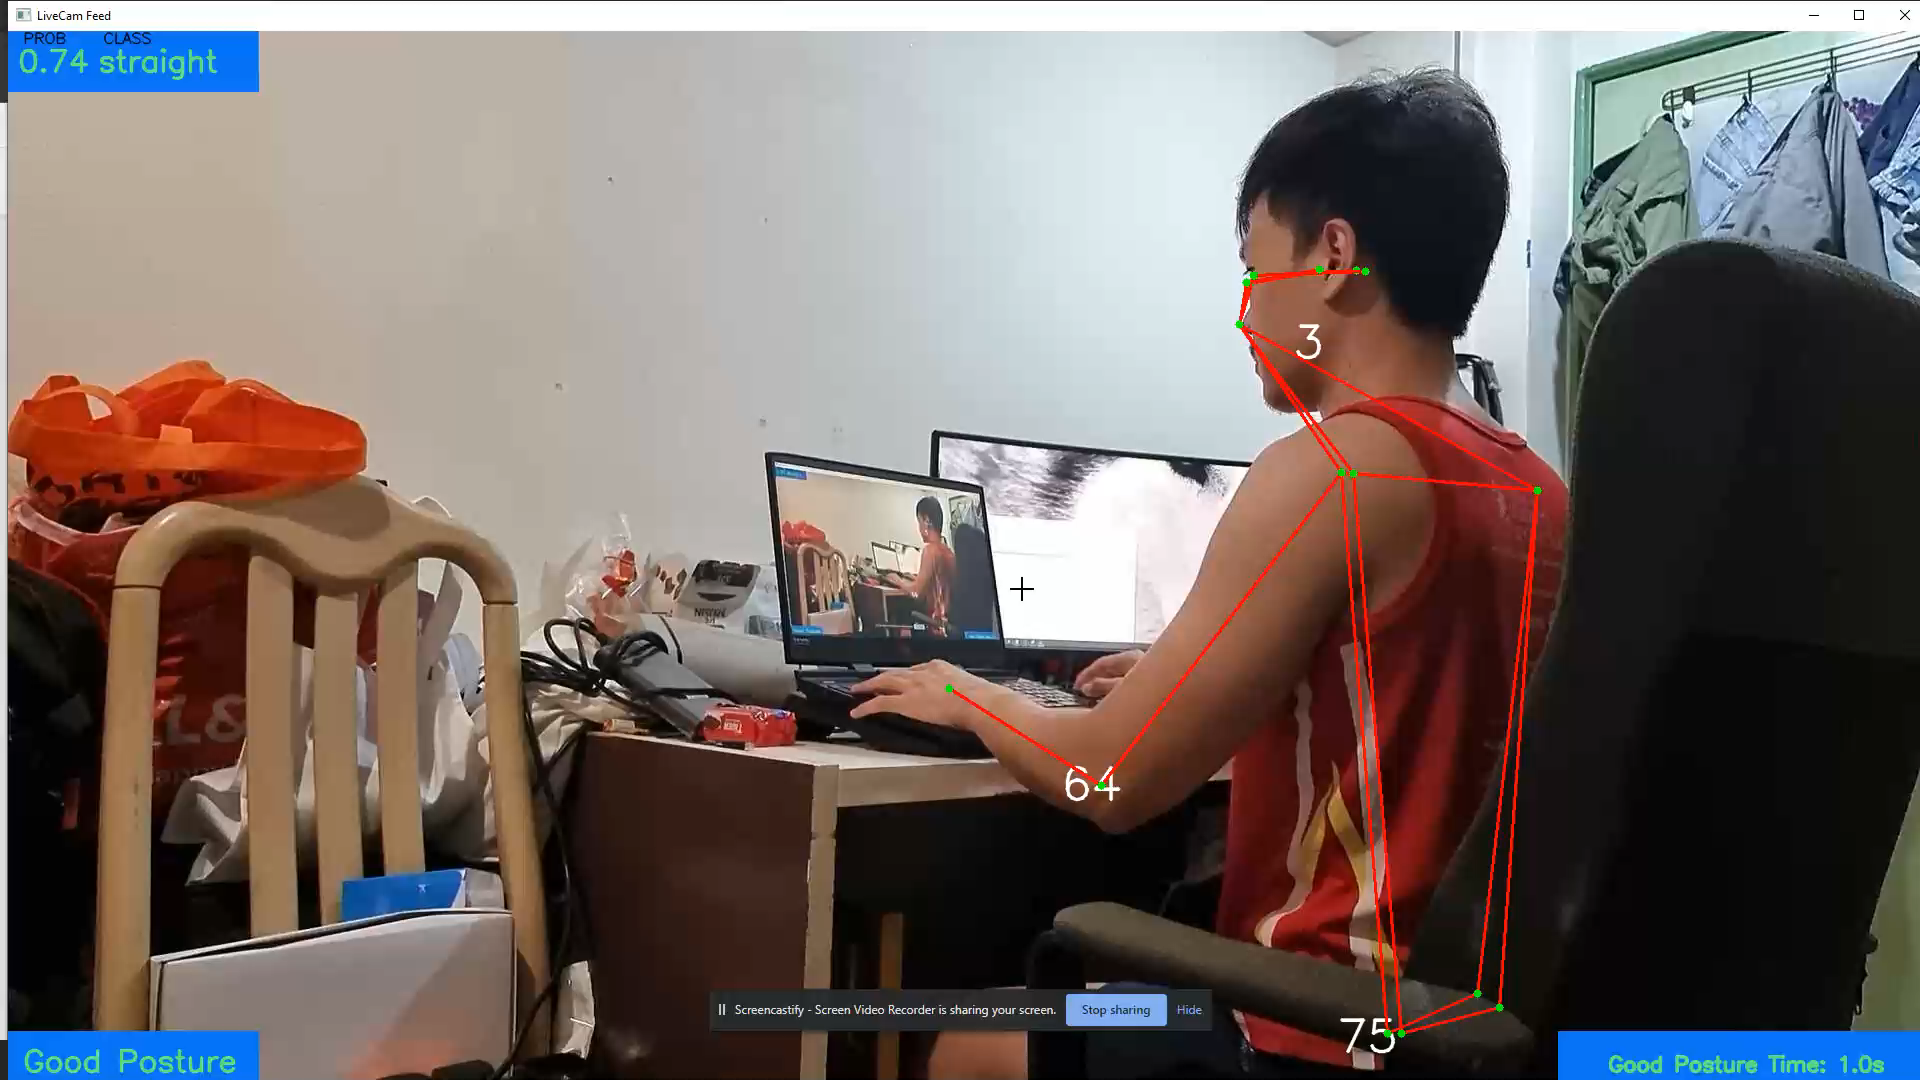 LiveCam Feed
PROB CLASS
0.74 straight
3
64
75
TIGER
Screencastify - Screen Video Recorder is sharing your screen.
Stop sharing
Hide
Good Posture
Good Posture Time: 1.0s